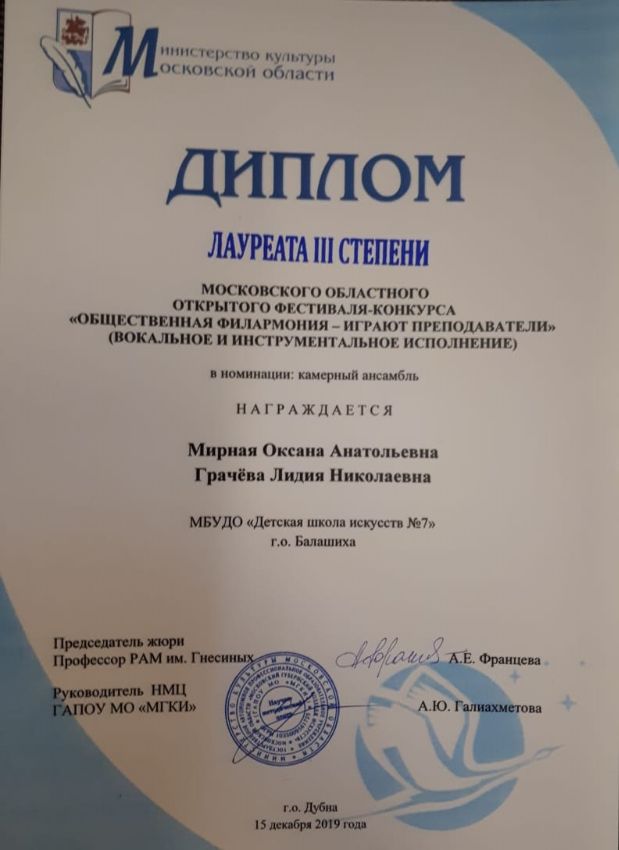 Министерство культуры
Московской области
ДИПЛОМ
ЛАУРЕАТА III СТЕПЕНИ
МОСКОВСКОГО ОБЛАСТНОГО
ОТКРЫТОГО ФЕСТИВАЛЯ-КОНКУРСА
«ОБЩЕСТВЕННАЯ ФИЛАРМОНИЯ – ИГРАЮТ ПРЕПОДАВАТЕЛИ»
(ВОКАЛЬНОЕ И ИНСТРУМЕНТАЛЬНОЕ ИСПОЛНЕНИЕ)
в номинации: камерный ансамбль
НАГРАЖДАЕТСЯ
Мирная Оксана Анатольевна
Грачёва Лидия Николаевна
МБУДО «Детская школа искусств №7»
г.о. Балашиха
Председатель жюри
Профессор РАМ им. Гнесиных А.Е. Францева
Руководитель НМЦ
ГАПОУ МО «МГКИ» А.Ю. Галиахметова
г.о. Дубна
15 декабря 2019 года